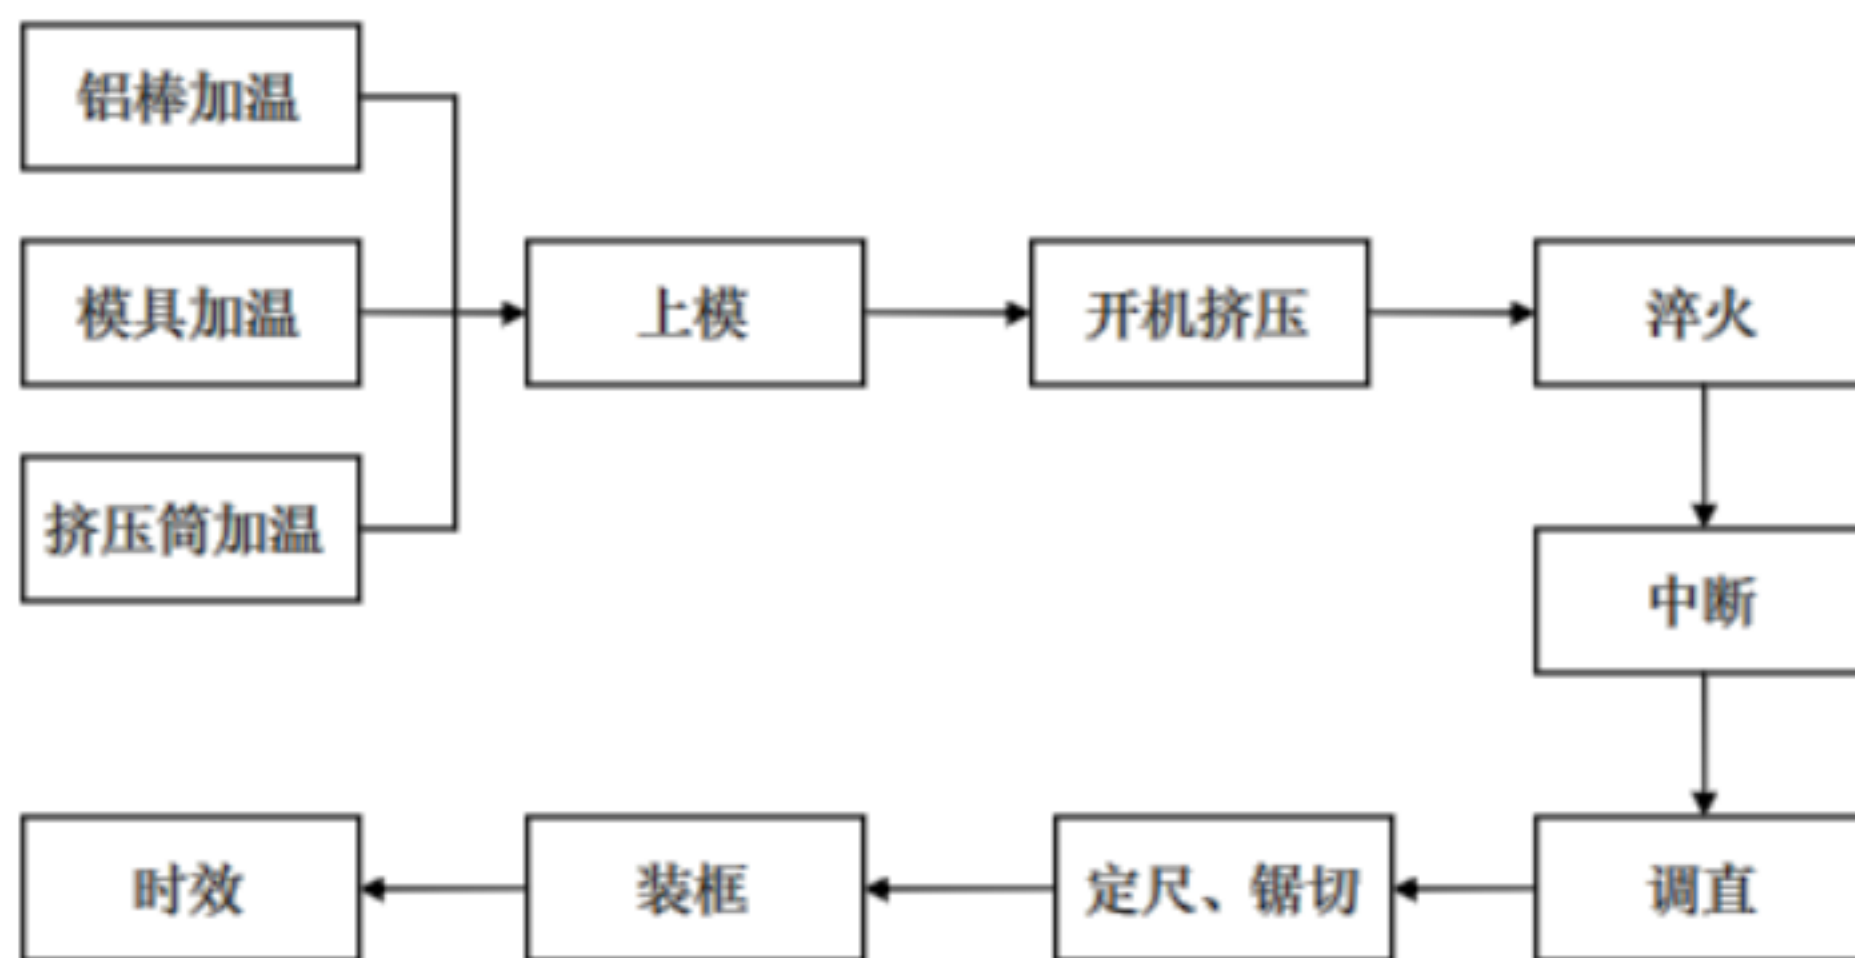 铝棒加温
模具加温
上模
开机挤压
淬火
挤压筒加温
中断
时效
装框
定尺、锯切
调直